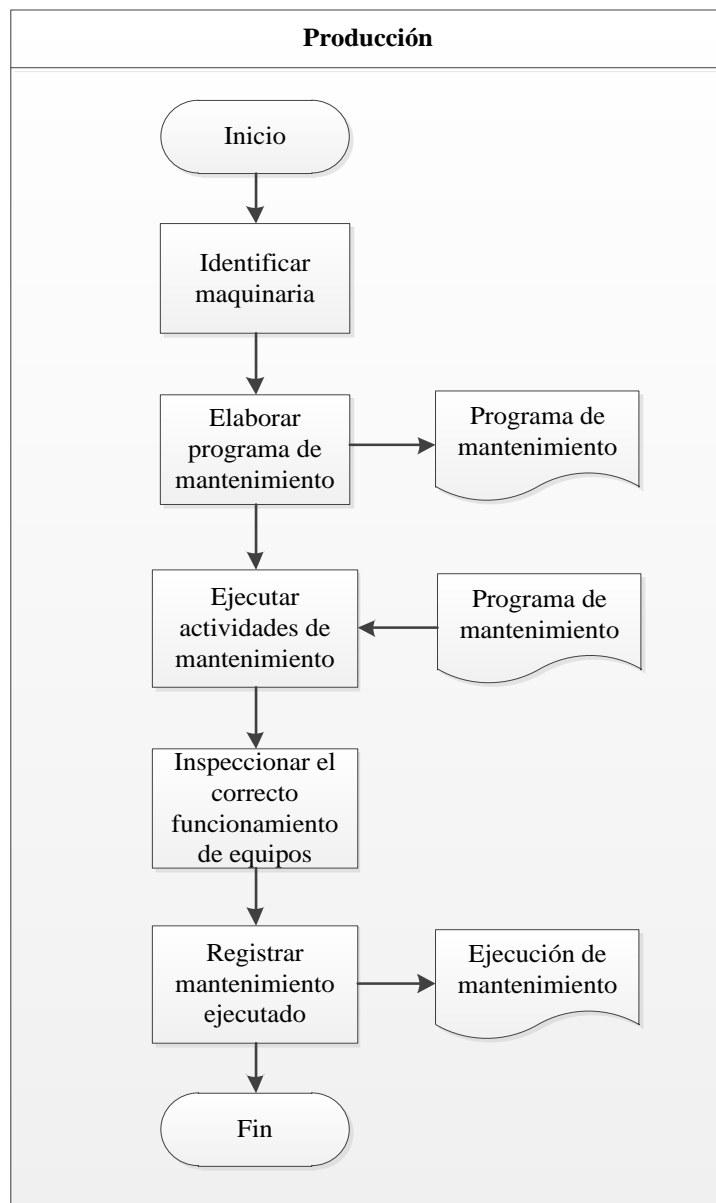 Producción
Inicio
Identificar
maquinaria
Elaborar
programa de
mantenimiento
Programa de
mantenimiento
Ejecutar
actividades de
mantenimiento
Programa de
mantenimiento
Inspeccionar el
correcto
funcionamiento
de equipos
Registrar
mantenimiento
ejecutado
Ejecución de
mantenimiento
Fin